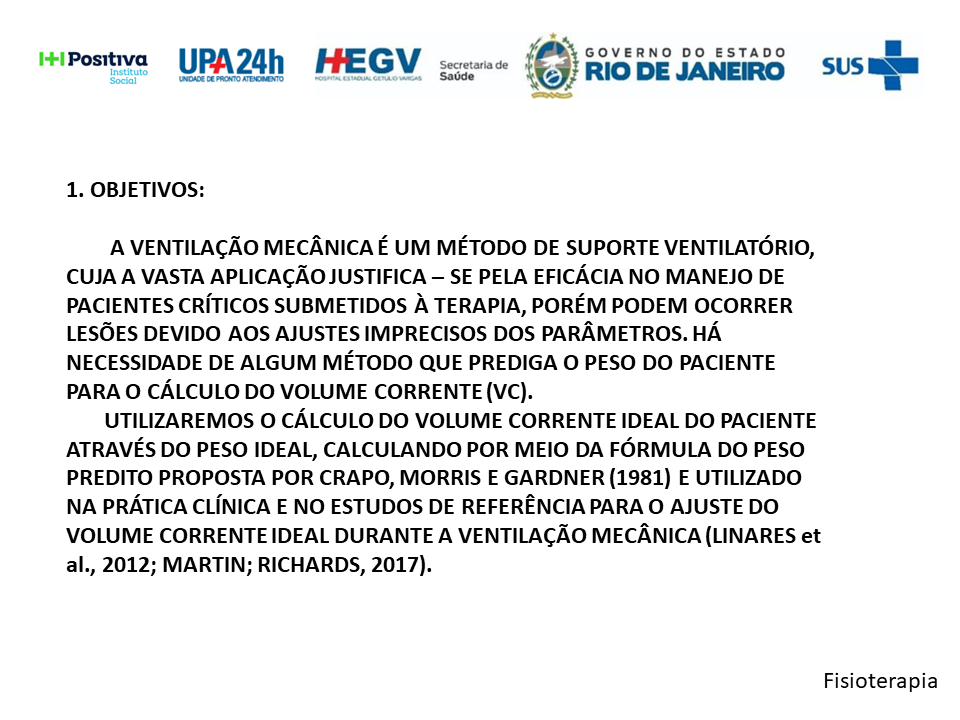 Positiva
Instituto
Social
UPA24h
UNIDADE DE PRONTO ATENDIMENTO
HEGV
HOSPITAL ESTADUAL GETÚLIO VARGAS
Secretaria de
Saúde
GOVERNO DO ESTADO
RIO DE JANEIRO
SUS
1. OBJETIVOS:
A VENTILAÇÃO MECÂNICA É UM MÉTODO DE SUPORTE VENTILATÓRIO,
CUJA A VASTA APLICAÇÃO JUSTIFICA – SE PELA EFICÁCIA NO MANEJO DE
PACIENTES CRÍTICOS SUBMETIDOS À TERAPIA, PORÉM PODEM OCORRER
LESÕES DEVIDO AOS AJUSTES IMPRECISOS DOS PARÂMETROS. HÁ
NECESSIDADE DE ALGUM MÉTODO QUE PREDIGA O PESO DO PACIENTE
PARA O CÁLCULO DO VOLUME CORRENTE (VC).
UTILIZAREMOS O CÁLCULO DO VOLUME CORRENTE IDEAL DO PACIENTE
ATRAVÉS DO PESO IDEAL, CALCULANDO POR MEIO DA FÓRMULA DO PESO
PREDITO PROPOSTA POR CRAPO, MORRIS E GARDNER (1981) E UTILIZADO
NA PRÁTICA CLÍNICA E NO ESTUDOS DE REFERÊNCIA PARA O AJUSTE DO
VOLUME CORRENTE IDEAL DURANTE A VENTILAÇÃO MECÂNICA (LINARES et
al., 2012; MARTIN; RICHARDS, 2017).
Fisioterapia